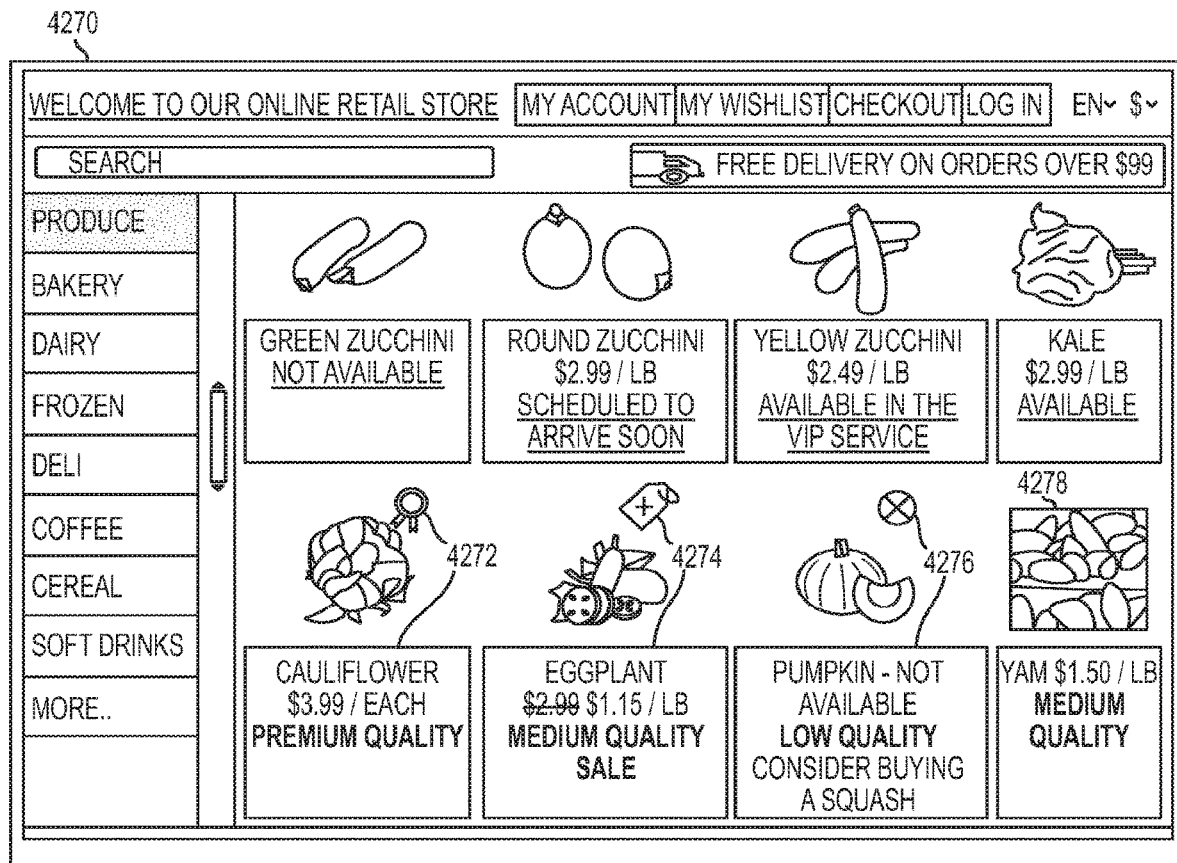 4270
WELCOME TO OUR ONLINE RETAIL STORE MY ACCOUNT MY WISHLIST CHECKOUT LOG IN EN $
SEARCH
FREE DELIVERY ON ORDERS OVER $99
PRODUCE
BAKERY
DAIRY
FROZEN
DELI
COFFEE
CEREAL
SOFT DRINKS
MORE..
GREEN ZUCCHINI
NOT AVAILABLE
ROUND ZUCCHINI
$2.99 / LB
SCHEDULED TO
ARRIVE SOON
YELLOW ZUCCHINI
$2.49 / LB
AVAILABLE IN THE
VIP SERVICE
KALE
$2.99 / LB
AVAILABLE
4272
4274
4276
4278
CAULIFLOWER
$3.99 / EACH
PREMIUM QUALITY
EGGPLANT
$2.99 $1.15 / LB
MEDIUM QUALITY
SALE
PUMPKIN - NOT
AVAILABLE
LOW QUALITY
CONSIDER BUYING
A SQUASH
YAM $1.50 / LB
MEDIUM
QUALITY